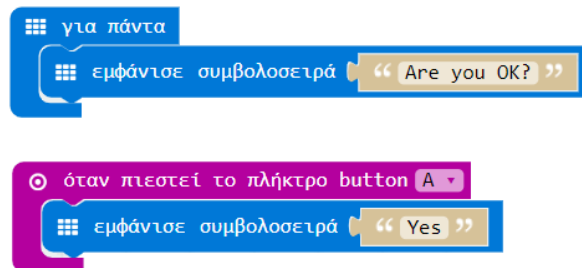 για πάντα
εμφάνισε συμβολοσειρά “ Are you OK? ”
όταν πιεστεί το πλήκτρο button A
εμφάνισε συμβολοσειρά “ Yes ”